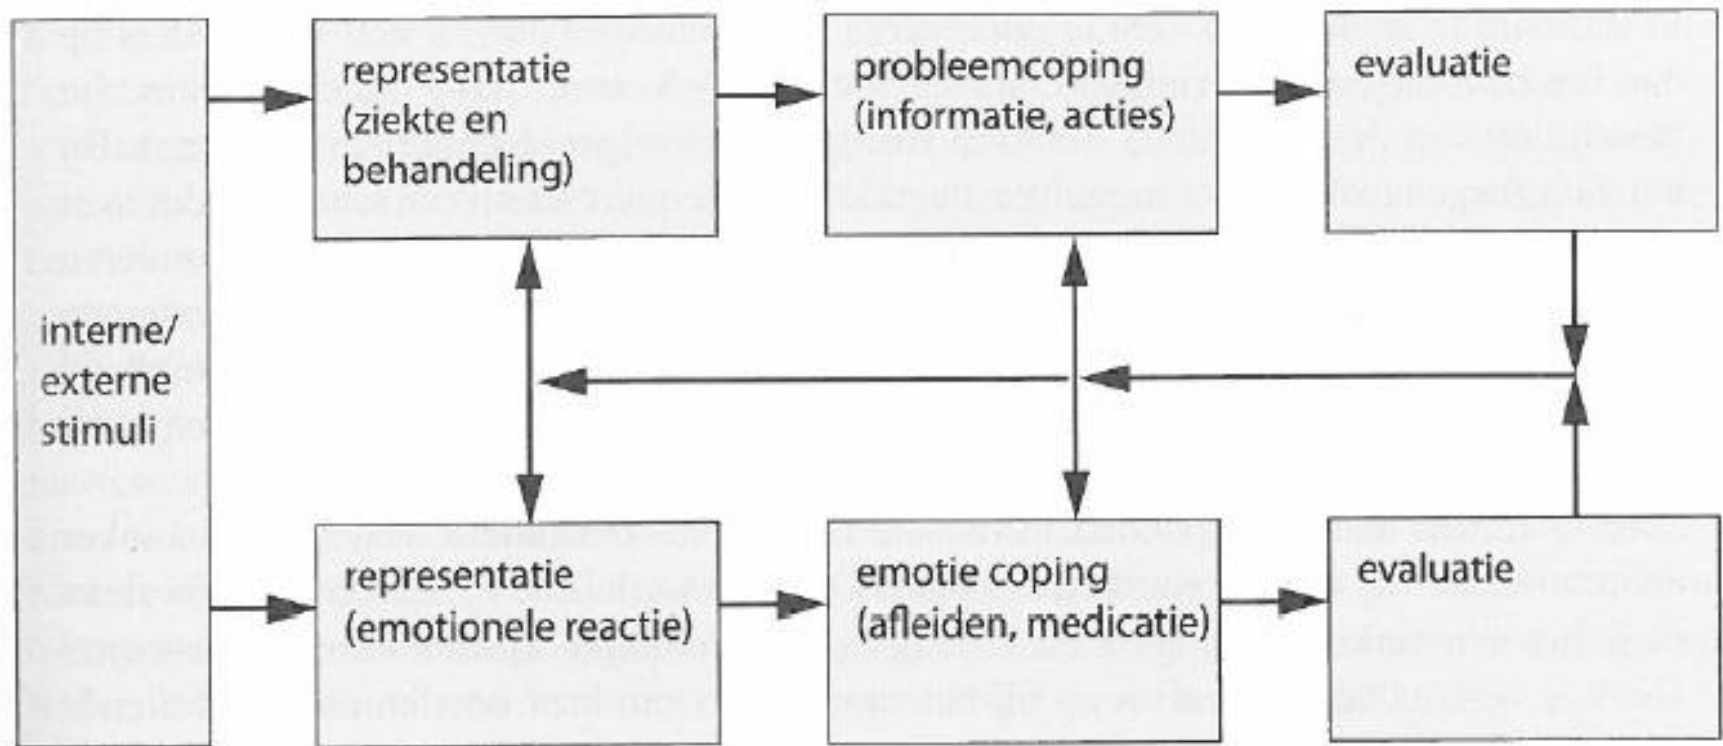 interne/
externe
stimuli
representatie
(ziekte en
behandeling)
probleemcoping
(informatie, acties)
evaluatie
representatie
(emotionele reactie)
emotie coping
(afleiden, medicatie)
evaluatie